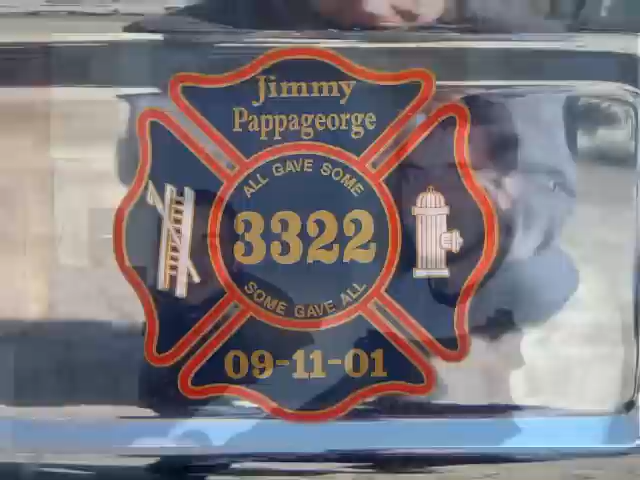 Jimmy
Pappageorge
ALL GAVE SOME
3322
SOME GAVE ALL
09-11-01